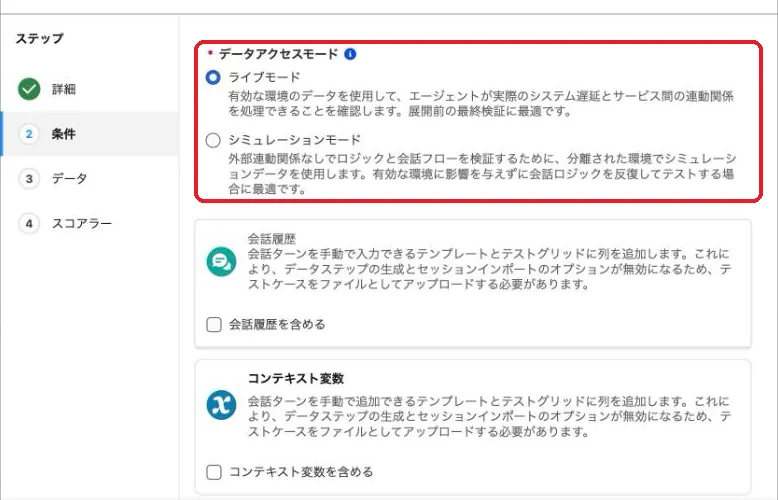 ステップ
詳細
2 条件
3 データ
4 スコアラー
* データアクセスモード i
ライブモード
有効な環境のデータを使用して、エージェントが実際のシステム遅延とサービス間の連動関係
を処理できることを確認します。展開前の最終検証に最適です。
シミュレーションモード
外部連動関係なしでロジックと会話フローを検証するために、分離された環境でシミュレーシ
ョンデータを使用します。有効な環境に影響を与えずに会話ロジックを反復してテストする場
合に最適です。
会話履歴
会話ターンを手動で入力できるテンプレートとテストグリッドに列を追加します。これに
より、データステップの生成とセッションインポートのオプションが無効になるため、テ
ストケースをファイルとしてアップロードする必要があります。
会話履歴を含める
コンテキスト変数
会話ターンを手動で追加できるテンプレートとテストグリッドに列を追加します。これに
より、データステップの生成とセッションインポートのオプションが無効になるため、テ
ストケースをファイルとしてアップロードする必要があります。
コンテキスト変数を含める